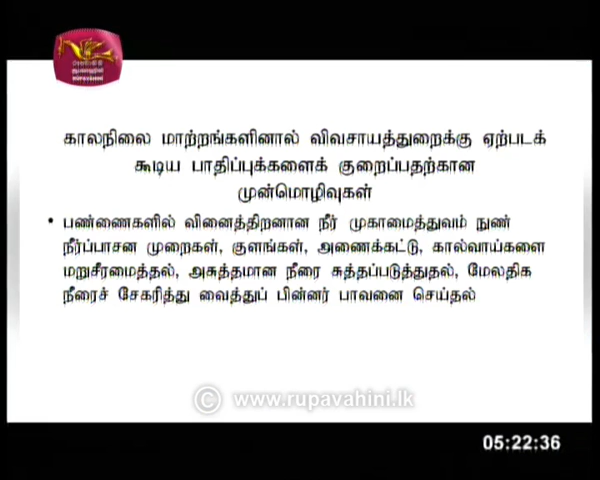 காலநிலை மாற்றங்களினால் விவசாயத்துறைக்கு ஏற்படக்
கூடிய பாதிப்புக்களைக் குறைப்பதற்கான
முன்மொழிவுகள்
• பண்ணைகளில் வினைத்திறனான நீர் முகாமைத்துவம் நுண்
நீர்ப்பாசன முறைகள், குளங்கள், அணைக்கட்டு, கால்வாய்களை
மறுசீரமைத்தல், அசுத்தமான நீரை சுத்தப்படுத்துதல், மேலதிக
நீரைச் சேகரித்து வைத்துப் பின்னர் பாவனை செய்தல்
© www.rupavahini.lk
05:22:36